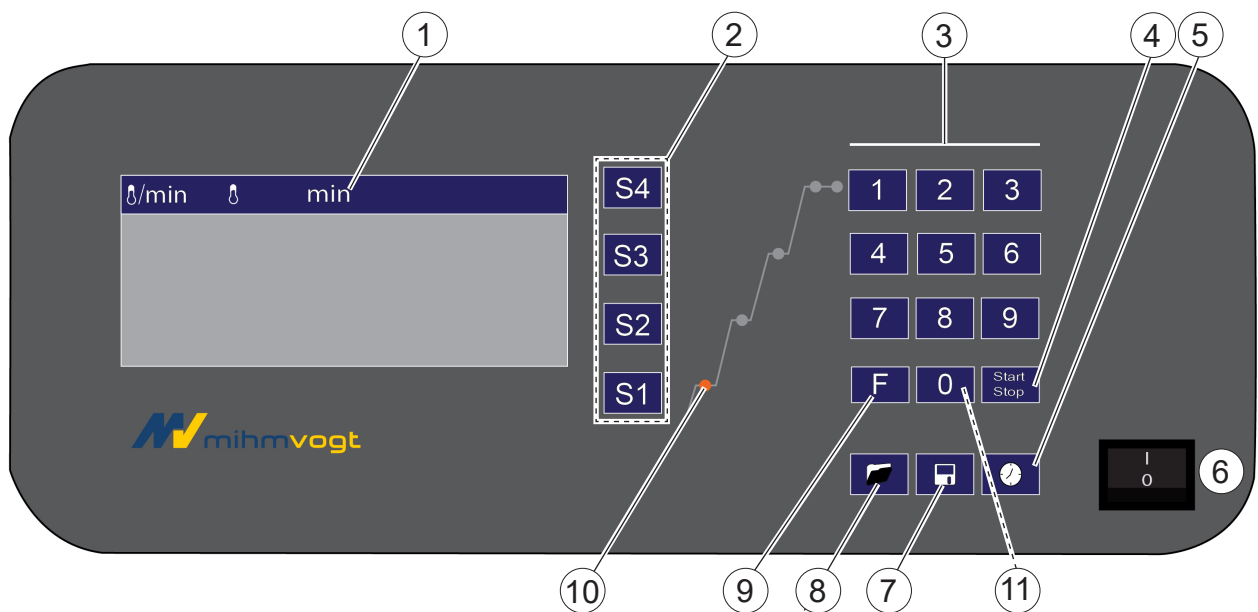 1 2 3 4 5
/min min
S4 1 2 3
S3 4 5 6
S2 7 8 9
S1 F 0 Start
Stop
mihmvogt
I
0
6
10 9 8 7 11